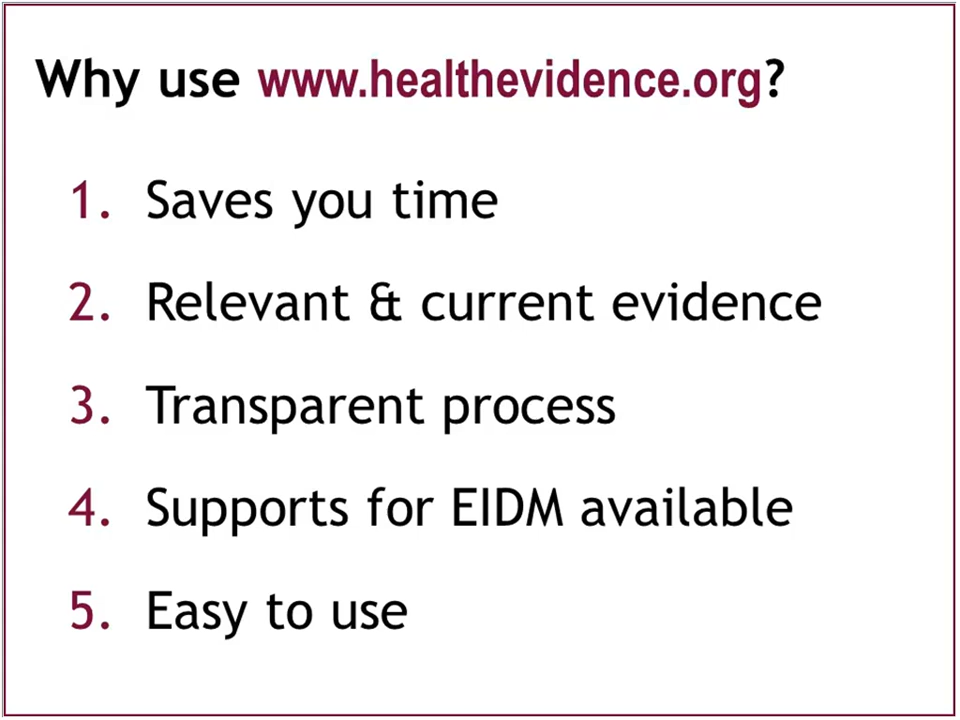 Why use www.healthevidence.org?
1. Saves you time
2. Relevant & current evidence
3. Transparent process
4. Supports for EIDM available
5. Easy to use